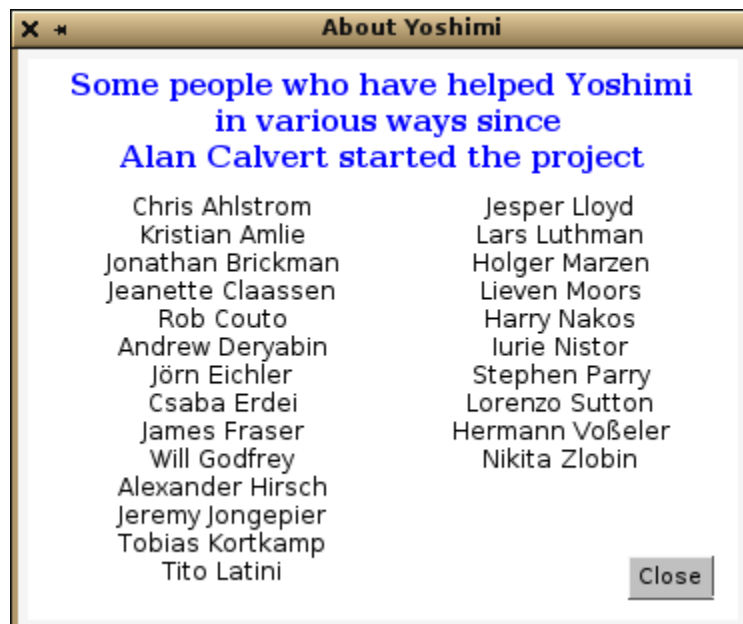 About Yoshimi
Some people who have helped Yoshimi
in various ways since
Alan Calvert started the project
Chris Ahlstrom
Kristian Amlie
Jonathan Brickman
Jeanette Claassen
Rob Couto
Andrew Deryabin
Jörn Eichler
Csaba Erdei
James Fraser
Will Godfrey
Alexander Hirsch
Jeremy Jongepier
Tobias Kortkamp
Tito Latini
Jesper Lloyd
Lars Luthman
Holger Marzen
Lieven Moors
Harry Nakos
Iurie Nistor
Stephen Parry
Lorenzo Sutton
Hermann Voßeler
Nikita Zlobin
Close